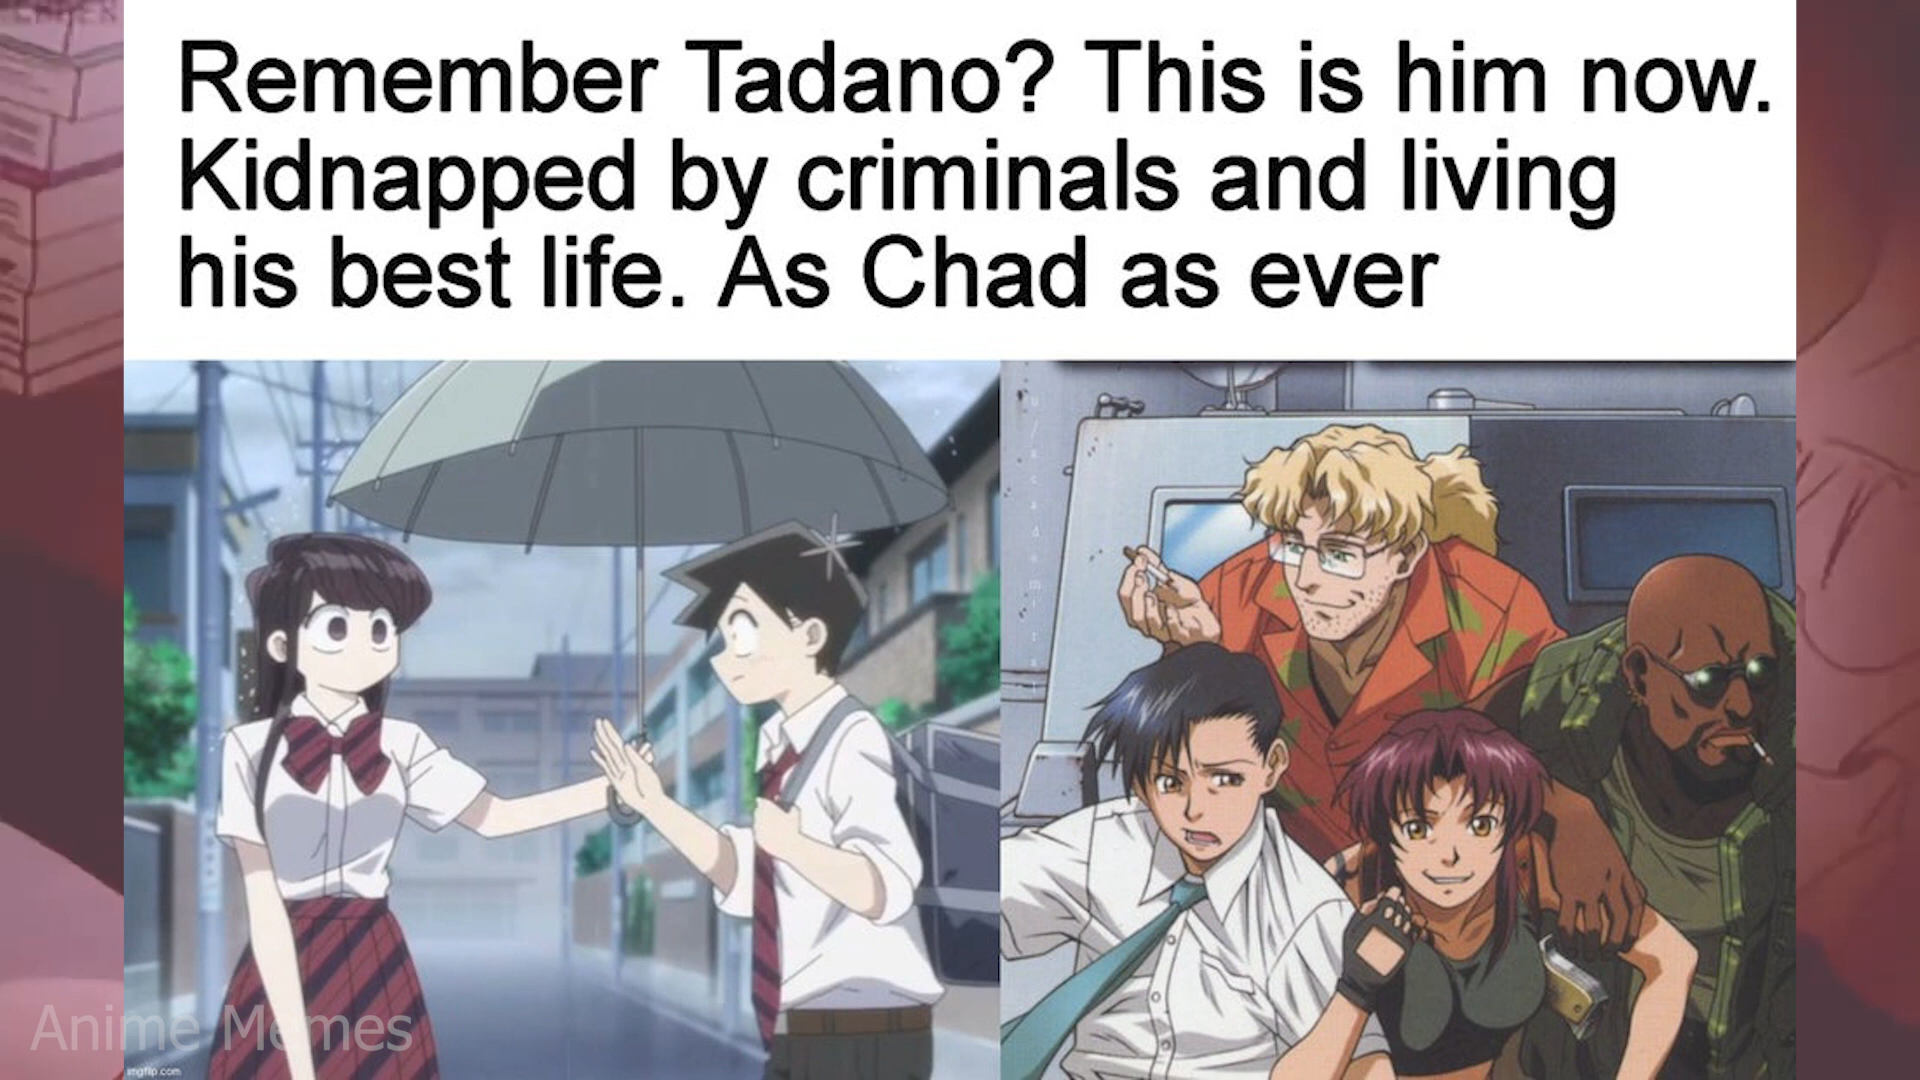 Remember Tadano? This is him now.
Kidnapped by criminals and living
his best life. As Chad as ever
Anime Memes
imgflip.com